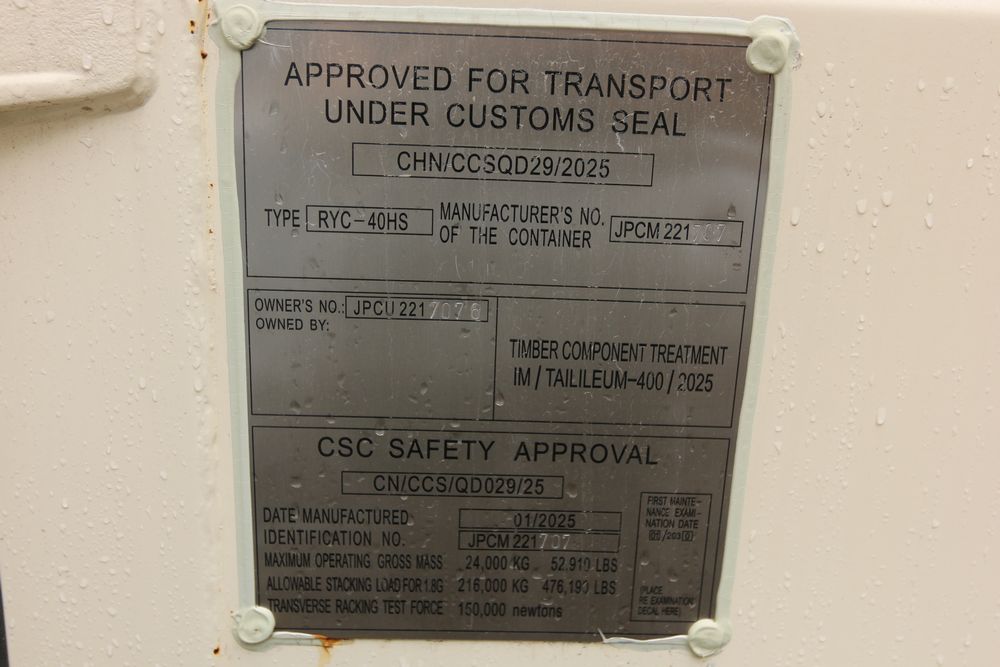 APPROVED FOR TRANSPORT
UNDER CUSTOMS SEAL
CHN/CCSQD29/2025
TYPE RYC-40HS MANUFACTURER'S NO. OF THE CONTAINER JPCM 221707
OWNER'S NO.: JPCU 2217076
OWNED BY:
TIMBER COMPONENT TREATMENT
IM / TAILILEUM-400 / 2025
CSC SAFETY APPROVAL
CN/CCS/QD029/25
DATE MANUFACTURED 01/2025
IDENTIFICATION NO. JPCM 221707
MAXIMUM OPERATING GROSS MASS 24,000 KG 52,910 LBS
ALLOWABLE STACKING LOAD FOR 1.8G 216,000 KG 476,190 LBS
TRANSVERSE RACKING TEST FORCE 150,000 newtons
FIRST MAINTE-
NANCE EXAMI-
NATION DATE
01/2030
[PLACE
RE EXAMINATION
DECAL HERE]